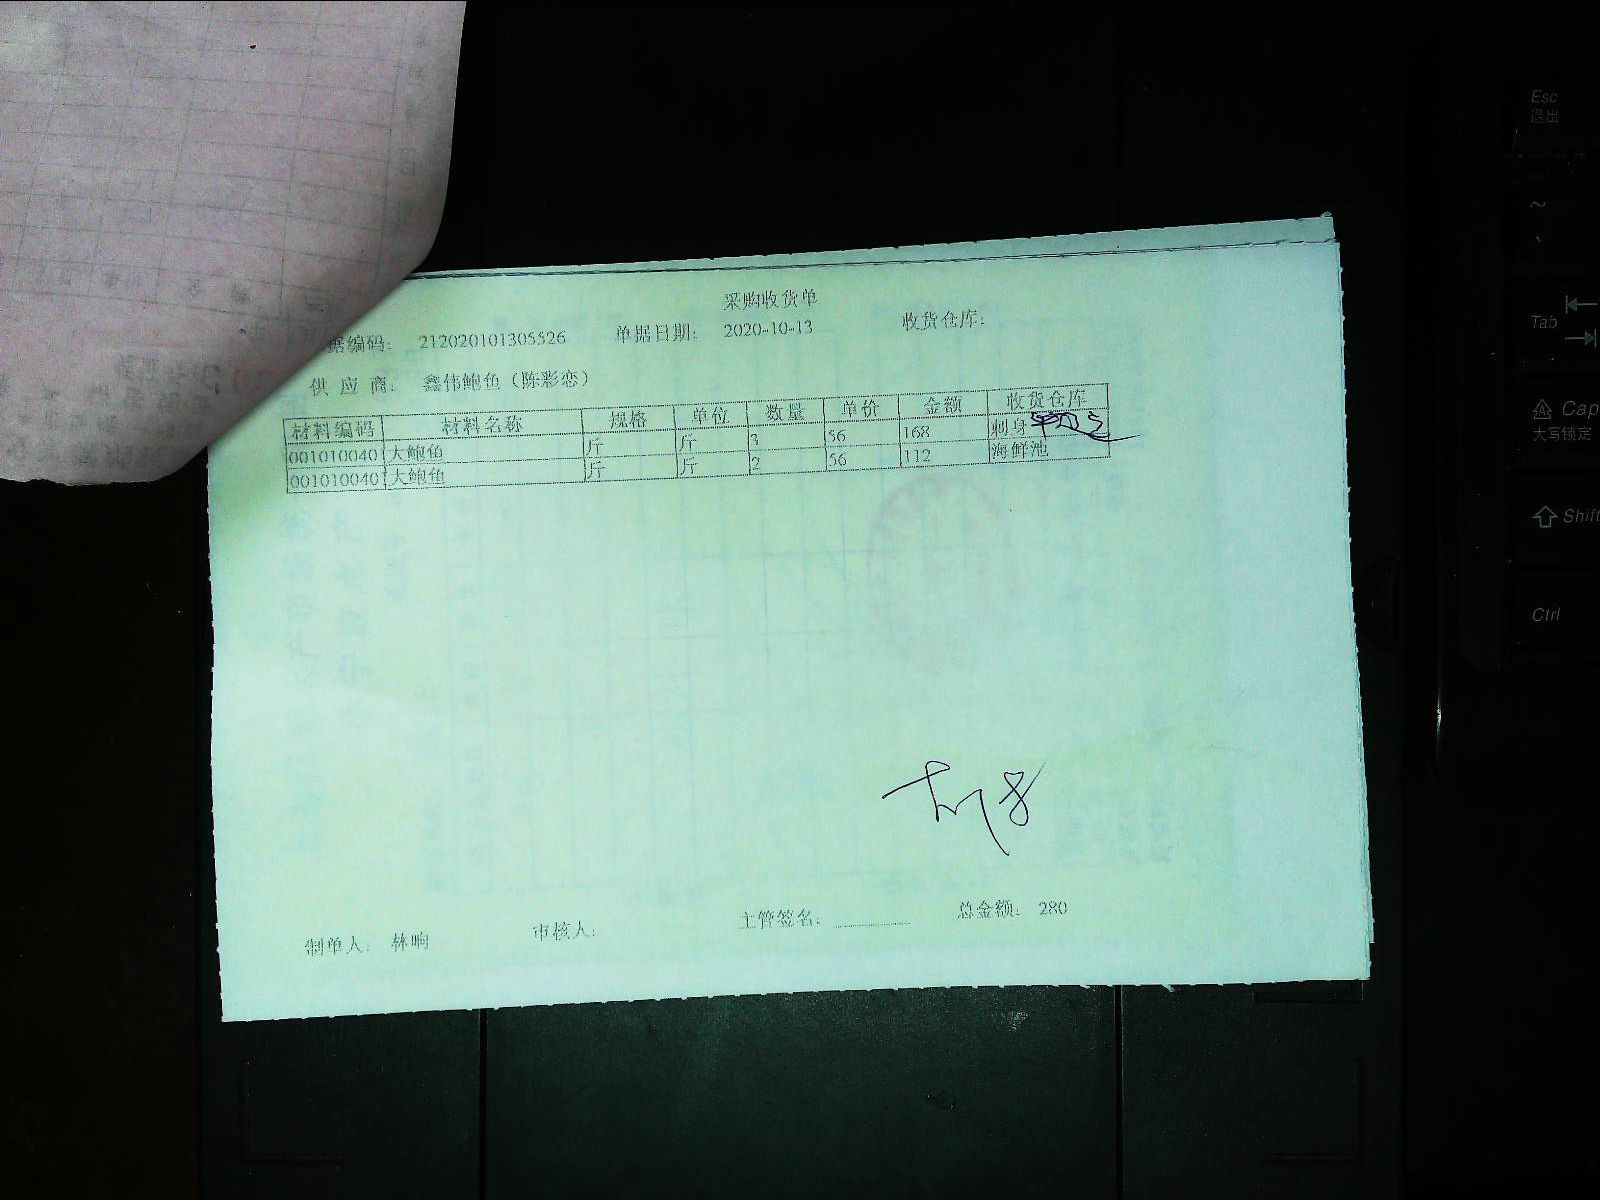 采购收货单
据编码： 212020101305526 单据日期： 2020-10-13 收货仓库：
供应商： 鑫伟鲍鱼（陈彩恋）
材料编码 材料名称 规格 单位 数量 单价 金额 收货仓库
001010040 大鲍鱼 斤 斤 3 56 168 刺身
001010040 大鲍鱼 斤 斤 2 56 112 海鲜池
制单人： 林响 审核人： 主管签名： 总金额： 280
Esc
退出
~
Tab
Cap
大写锁定
Shift
Ctrl